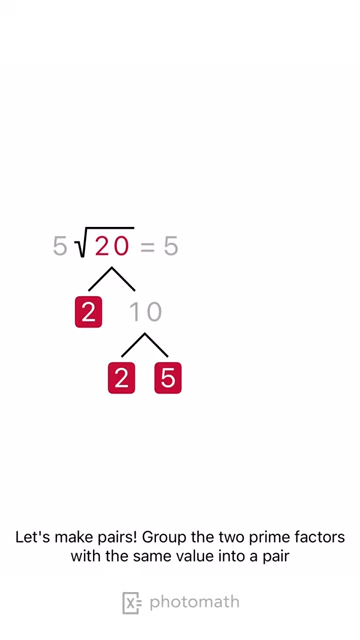 5√20 = 5
2 10
2 5
Let's make pairs! Group the two prime factors
with the same value into a pair
photomath